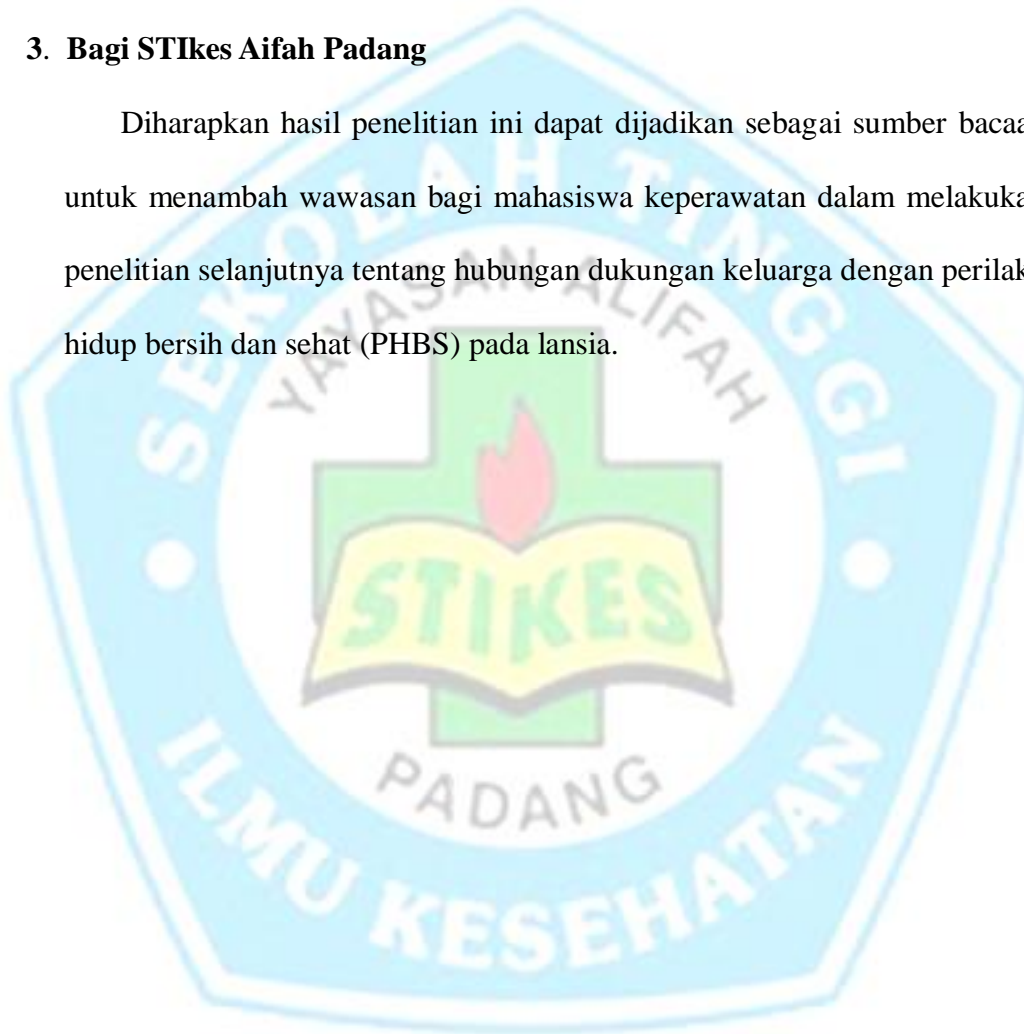 3. Bagi STIkes Aifah Padang
Diharapkan hasil penelitian ini dapat dijadikan sebagai sumber bacaa
untuk menambah wawasan bagi mahasiswa keperawatan dalam melakuka
penelitian selanjutnya tentang hubungan dukungan keluarga dengan perilak
hidup bersih dan sehat (PHBS) pada lansia.
SEKOLAH TINGGI
YAYASAN ALIFAH
STIKES
PADANG
ILMU KESEHATAN